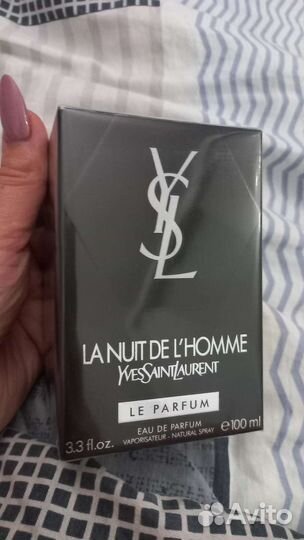 YSL
LA NUIT DE L'HOMME
YVESSAINTLAURENT
LE PARFUM
EAU DE PARFUM
3.3 fl.oz. VAPORISATEUR - NATURAL SPRAY e100 ml
Avito